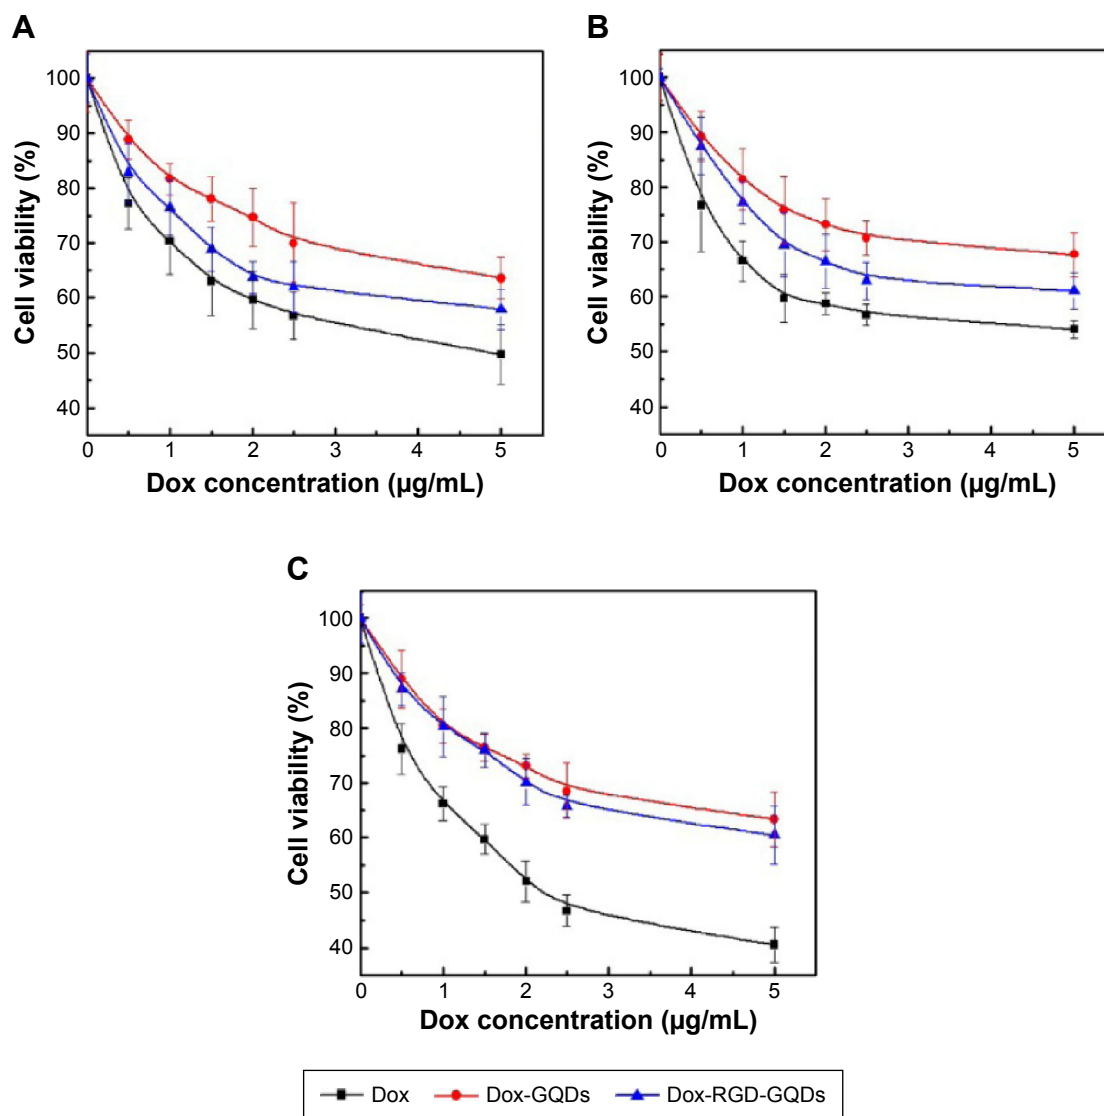 A
Cell viability (%)
100
90
80
70
60
50
40
0 1 2 3 4 5
Dox concentration (µg/mL)
B
Cell viability (%)
100
90
80
70
60
50
40
0 1 2 3 4 5
Dox concentration (µg/mL)
C
Cell viability (%)
100
90
80
70
60
50
40
0 1 2 3 4 5
Dox concentration (µg/mL)
Dox Dox-GQDs Dox-RGD-GQDs